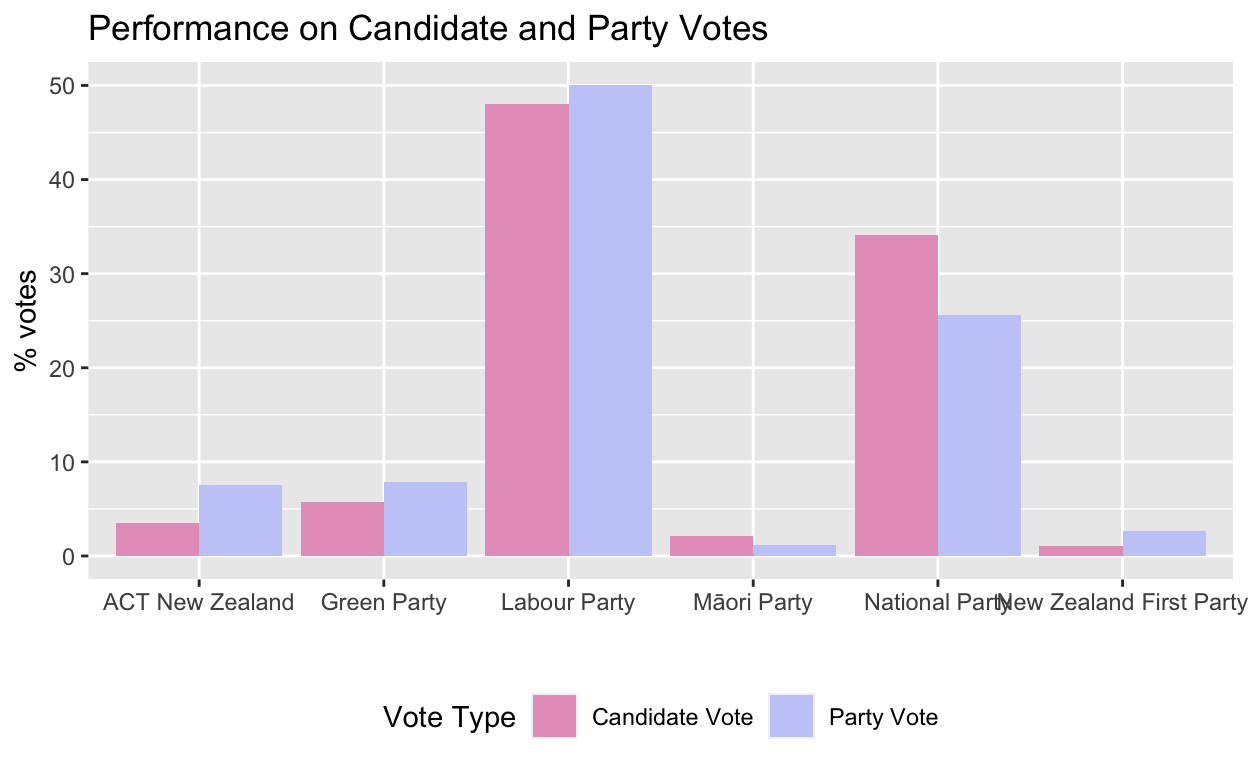 Performance on Candidate and Party Votes
% votes
50
40
30
20
10
0
ACT New Zealand Green Party Labour Party Māori Party National Party New Zealand First Party
Vote Type Candidate Vote Party Vote